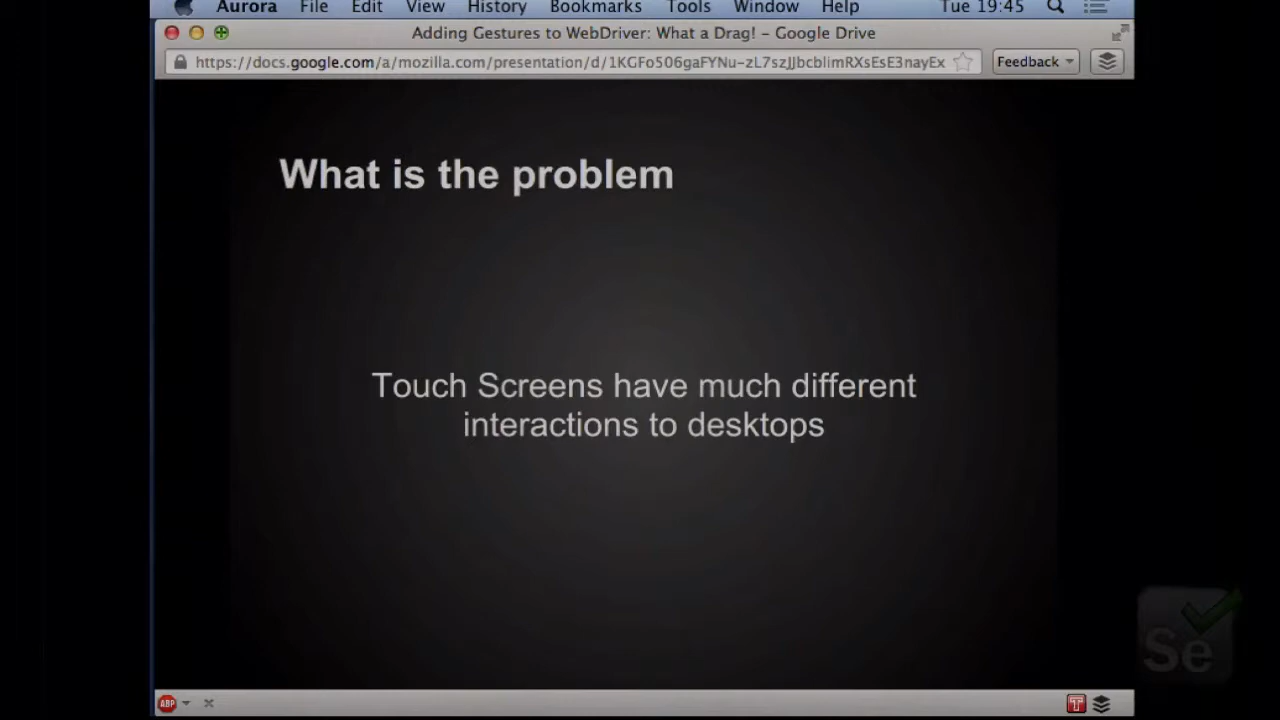 Aurora File Edit View History Bookmarks Tools Window Help Tue 19:45
Adding Gestures to WebDriver: What a Drag! – Google Drive
https://docs.google.com/a/mozilla.com/presentation/d/1KGFo506gaFYNu-zL7szJJbcblimRXsEsE3nayEx
Feedback
What is the problem
Touch Screens have much different
interactions to desktops
Se
ABP
T